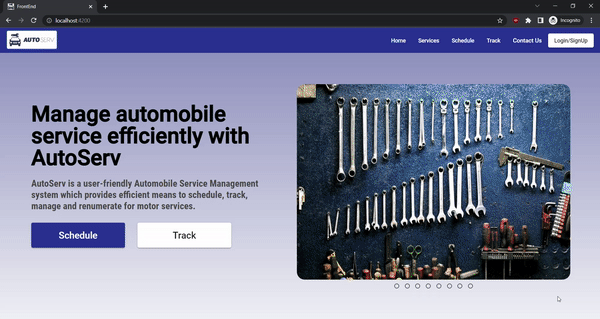 FrontEnd
localhost:4200
Incognito
AUTOSERV
Home
Services
Schedule
Track
Contact Us
Login/SignUp
Manage automobile
service efficiently with
AutoServ
AutoServ is a user-friendly Automobile Service Management
system which provides efficient means to schedule, track,
manage and renumerate for motor services.
Schedule
Track